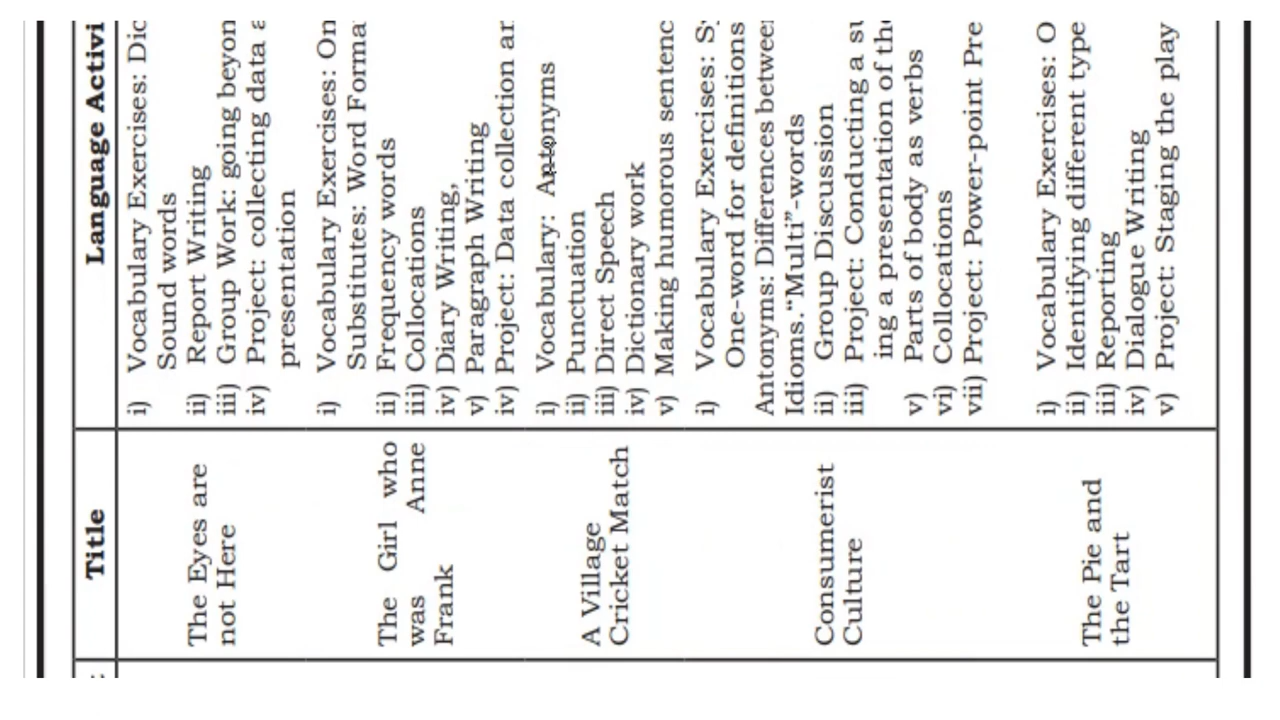 Title
Language Activi
The Eyes are
not Here
i) Vocabulary Exercises: Dic
Sound words
ii) Report Writing
iii) Group Work: going beyon
iv) Project: collecting data a
presentation
The Girl who
was Anne
Frank
i) Vocabulary Exercises: On
Substitutes: Word Forma
ii) Frequency words
iii) Collocations
iv) Diary Writing,
v) Paragraph Writing
iv) Project: Data collection an
A Village
Cricket Match
i) Vocabulary: Antonyms
ii) Punctuation
iii) Direct Speech
iv) Dictionary work
v) Making humorous sentenc
Consumerist
Culture
i) Vocabulary Exercises: Sy
One-word for definitions
Antonyms: Differences between
Idioms.“Multi”-words
ii) Group Discussion
iii) Project: Conducting a su
ing a presentation of the
v) Parts of body as verbs
vi) Collocations
vii) Project: Power-point Pre
The Pie and
the Tart
i) Vocabulary Exercises: O
ii) Identifying different type
iii) Reporting
iv) Dialogue Writing
v) Project: Staging the play